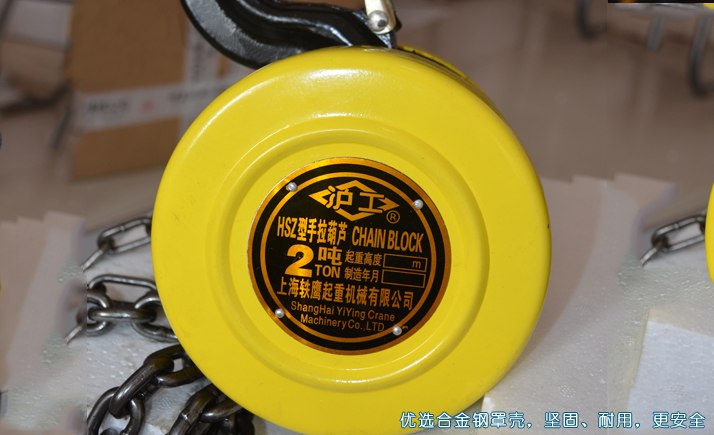 沪工
®
HSZ型手拉葫芦 CHAIN BLOCK
2吨 TON
起重高度 m
制造年月
上海轶鹰起重机械有限公司
ShangHai YiYing Crane
MachineryCo.,LTD
优选合金钢罩壳，坚固、耐用，更安全